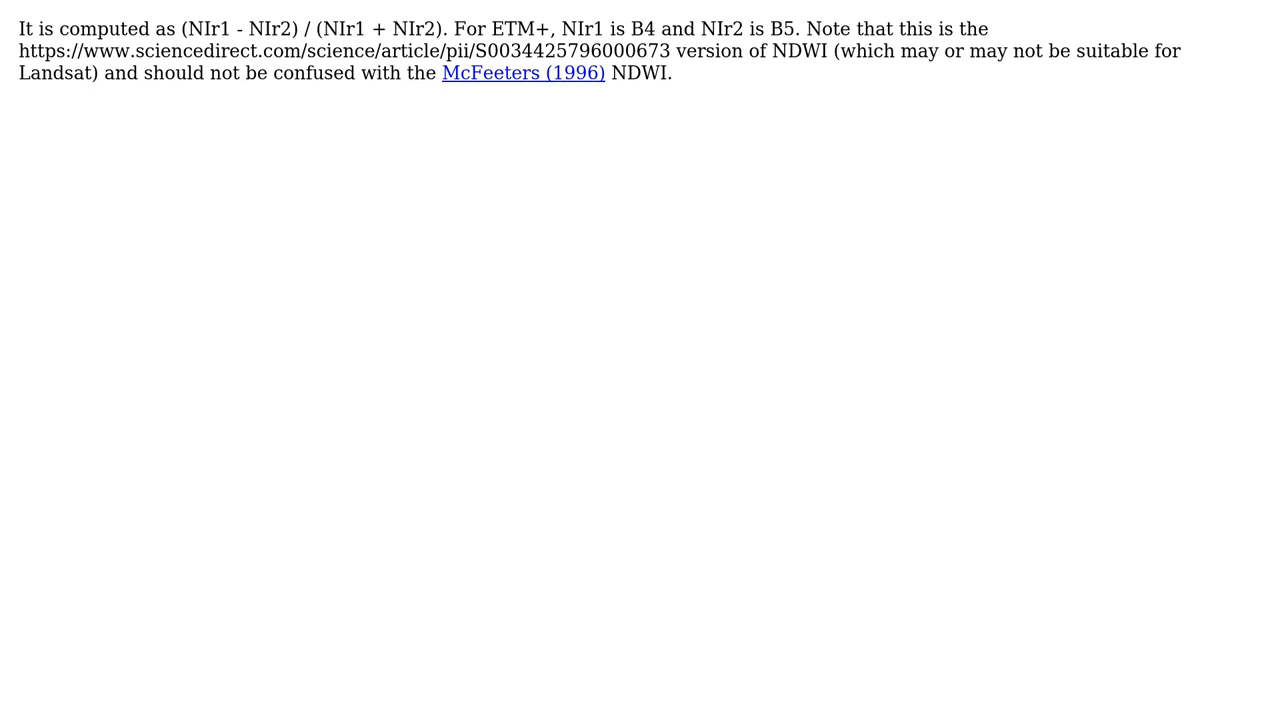 It is computed as (NIr1 - NIr2) / (NIr1 + NIr2). For ETM+, NIr1 is B4 and NIr2 is B5. Note that this is the
https://www.sciencedirect.com/science/article/pii/S0034425796000673 version of NDWI (which may or may not be suitable for
Landsat) and should not be confused with the McFeeters (1996) NDWI.